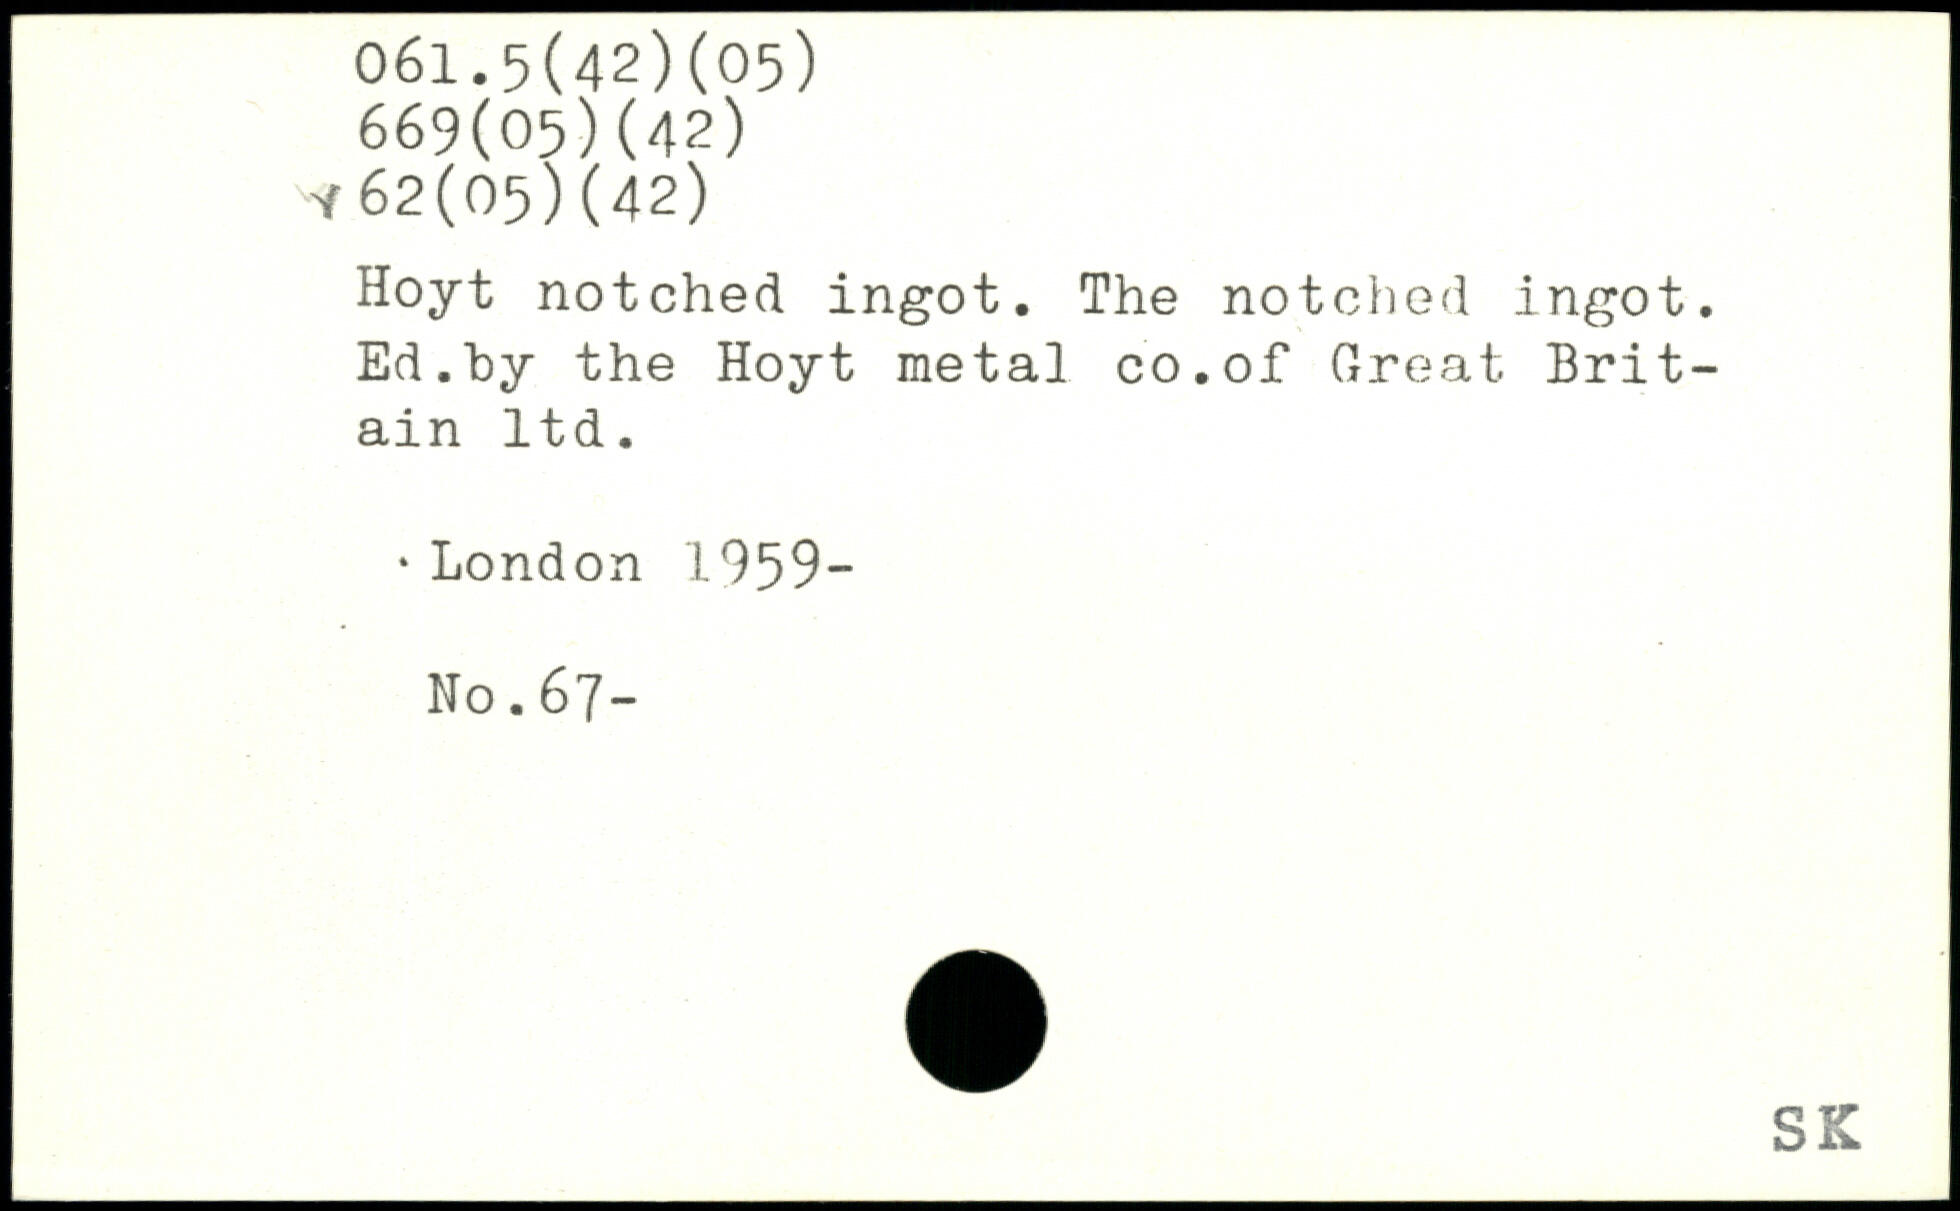 061.5(42)(05)
669(05)(42)
62(05)(42)
Hoyt notched ingot. The notched ingot.
Ed.by the Hoyt metal co.of Great Brit-
ain ltd.
London 1959-
No.67-
SK